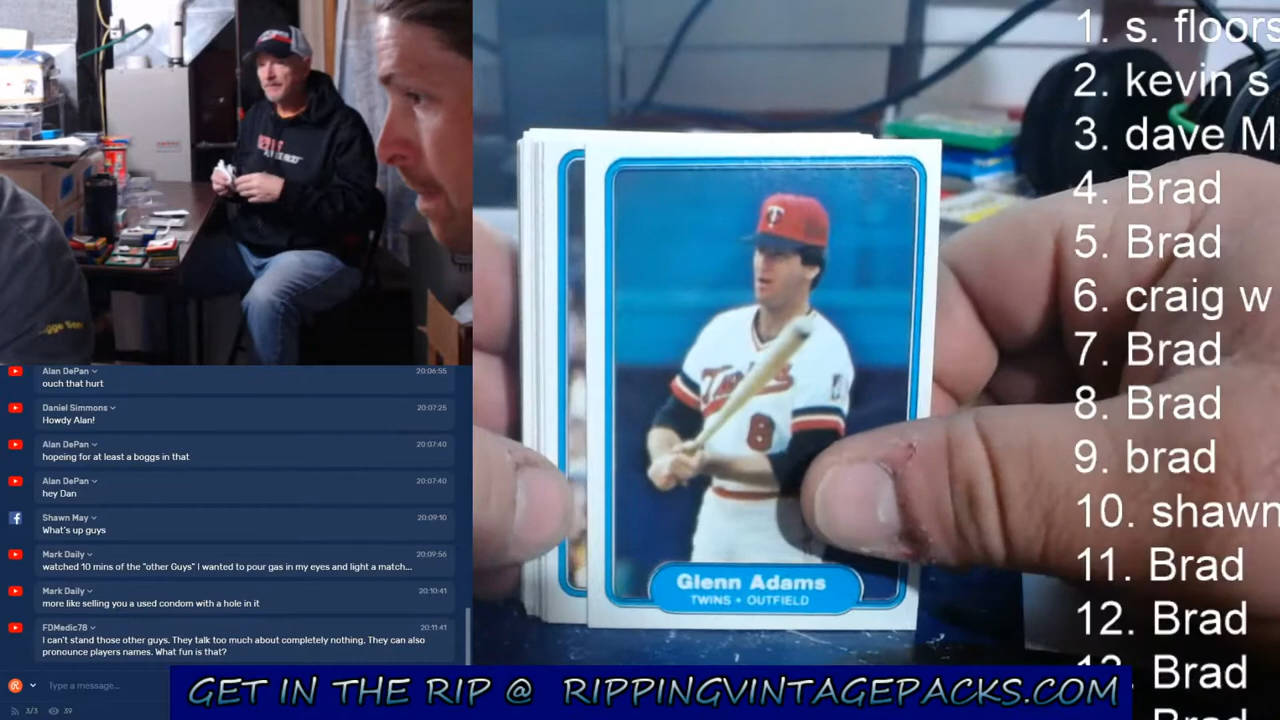 1. s. floors
2. kevin s
3. dave M
4. Brad
5. Brad
6. craig w
7. Brad
8. Brad
9. brad
10. shawn
11. Brad
12. Brad
Brad
T
Twins
8
Glenn Adams
TWINS • OUTFIELD
Alan DePan 20:06:55
ouch that hurt
Daniel Simmons 20:07:25
Howdy Alan!
Alan DePan 20:07:40
hopeing for at least a boggs in that
Alan DePan 20:07:40
hey Dan
Shawn May 20:09:10
What's up guys
Mark Daily 20:09:56
watched 10 mins of the "other Guys" I wanted to pour gas in my eyes and light a match...
Mark Daily 20:10:41
more like selling you a used condom with a hole in it
FDMedic78 20:11:41
I can't stand those other guys. They talk too much about completely nothing. They can also
pronounce players names. What fun is that?
Type a message...
3/3 39
GET IN THE RIP @ RIPPINGVINTAGEPACKS.COM